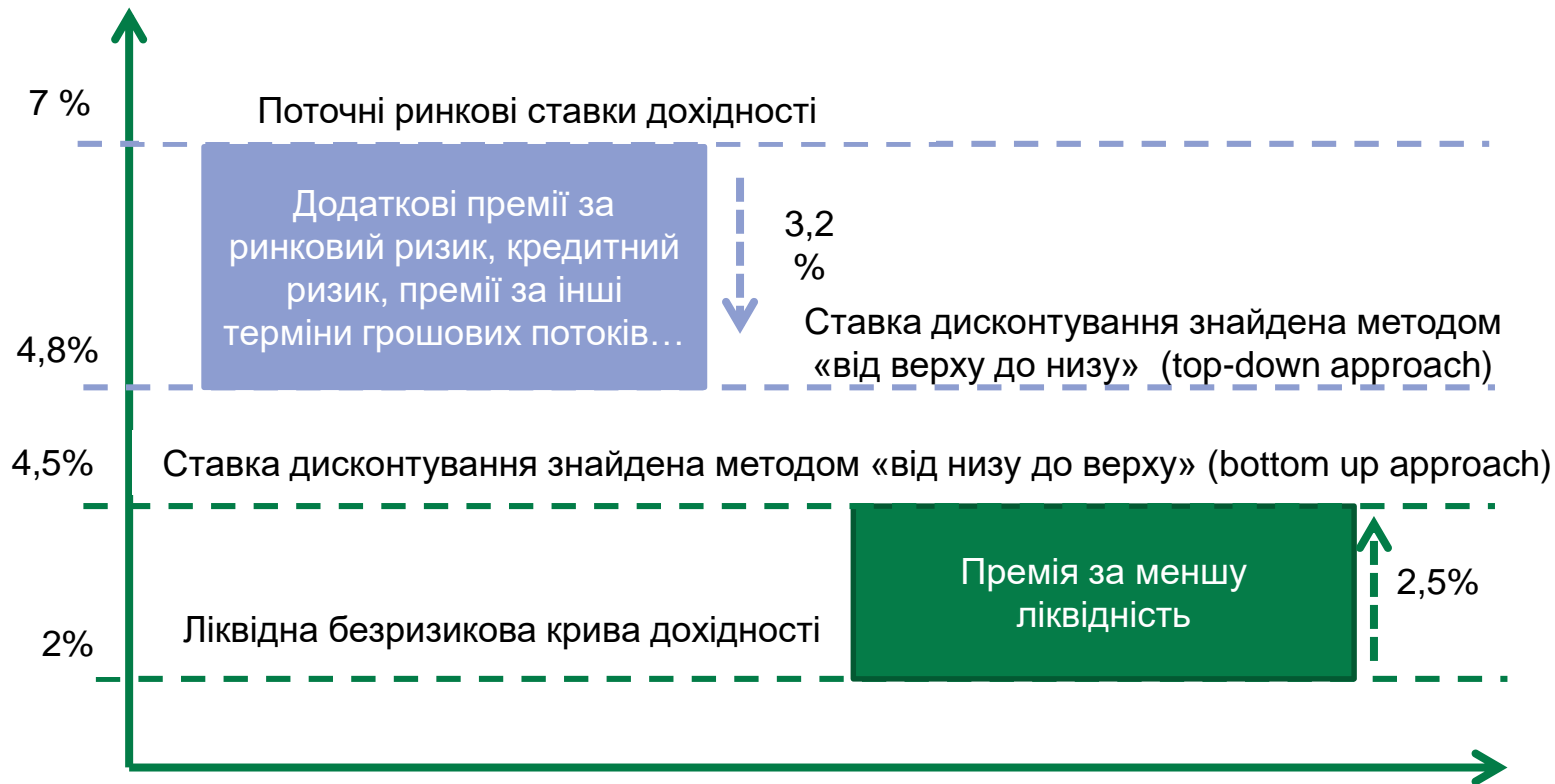 7 %
Поточні ринкові ставки дохідності
Додаткові премії за
ринковий ризик, кредитний
ризик, премії за інші
терміни грошових потоків…
3,2
%
4,8%
Ставка дисконтування знайдена методом
«від верху до низу» (top-down approach)
4,5%
Ставка дисконтування знайдена методом «від низу до верху» (bottom up approach)
Премія за меншу
ліквідність
2,5%
2%
Ліквідна безризикова крива дохідності